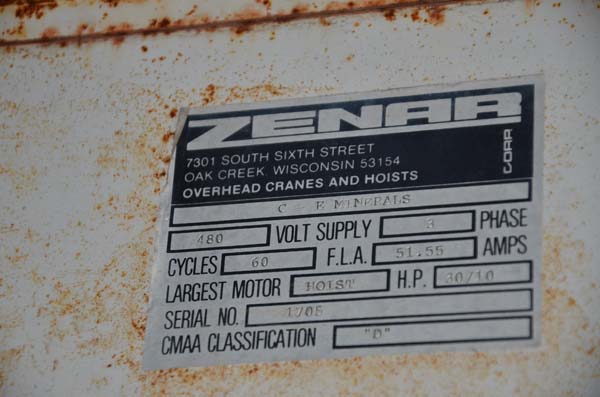 ZENAR CORP
7301 SOUTH SIXTH STREET
OAK CREEK, WISCONSIN 53154
OVERHEAD CRANES AND HOISTS
C - E MINERALS
480 VOLT SUPPLY 3 PHASE
CYCLES 60 F.L.A. 51.55 AMPS
LARGEST MOTOR HOIST H.P. 30/10
SERIAL NO.
CMAA CLASSIFICATION "D"